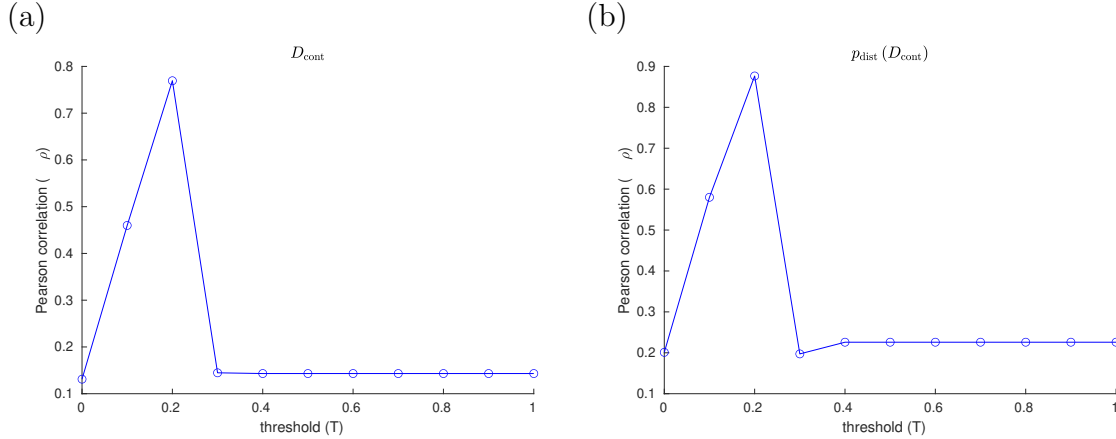 (a)
D_cont
0.8
0.7
0.6
0.5
0.4
0.3
0.2
0.1
Pearson correlation ( ρ)
0 0.2 0.4 0.6 0.8 1
threshold (T)
(b)
p_dist (D_cont)
0.9
0.8
0.7
0.6
0.5
0.4
0.3
0.2
0.1
Pearson correlation ( ρ)
0 0.2 0.4 0.6 0.8 1
threshold (T)